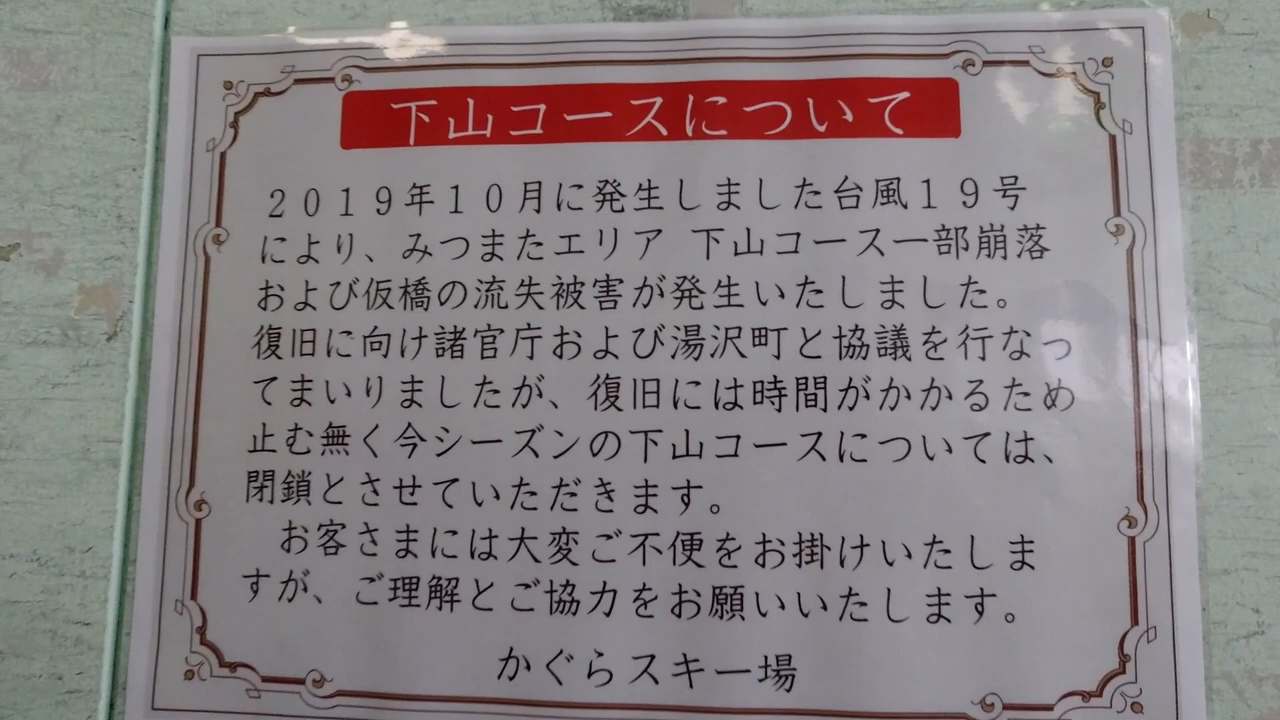 下山コースについて
２０１９年１０月に発生しました台風１９号
により、みつまたエリア 下山コース一部崩落
および仮橋の流失被害が発生いたしました。
復旧に向け諸官庁および湯沢町と協議を行なっ
てまいりましたが、復旧には時間がかかるため
止む無く今シーズンの下山コースについては、
閉鎖とさせていただきます。
　お客さまには大変ご不便をお掛けいたしま
すが、ご理解とご協力をお願いいたします。
かぐらスキー場